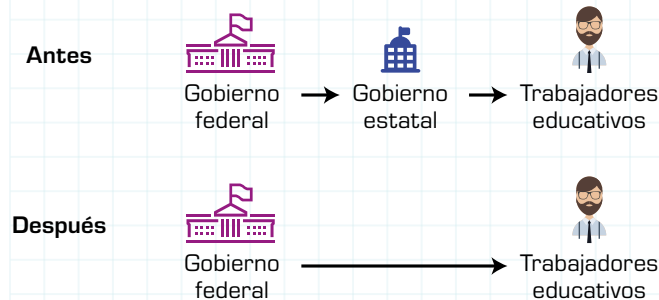 Antes
Gobierno
federal
Gobierno
estatal
Trabajadores
educativos
Después
Gobierno
federal
Trabajadores
educativos